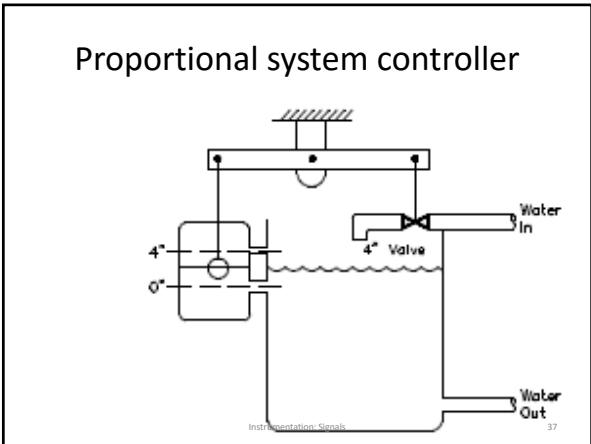 Proportional system controller
Water
In
4" Valve
4"
0"
Water
Out
Instrumentation: Signals
37